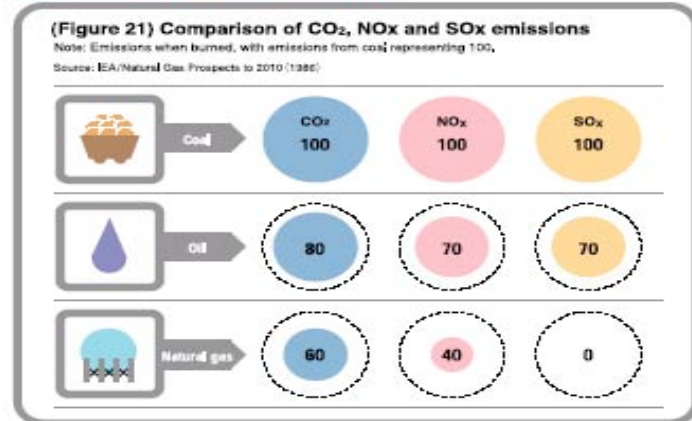 (Figure 21) Comparison of CO₂, NOx and SOx emissions
Note: Emissions when burned, with emissions from coal representing 100.
Source: IEA/Natural Gas Prospects to 2010 (1986)
Coal
CO₂
100
NOx
100
SOx
100
Oil
80
70
70
Natural gas
60
40
0